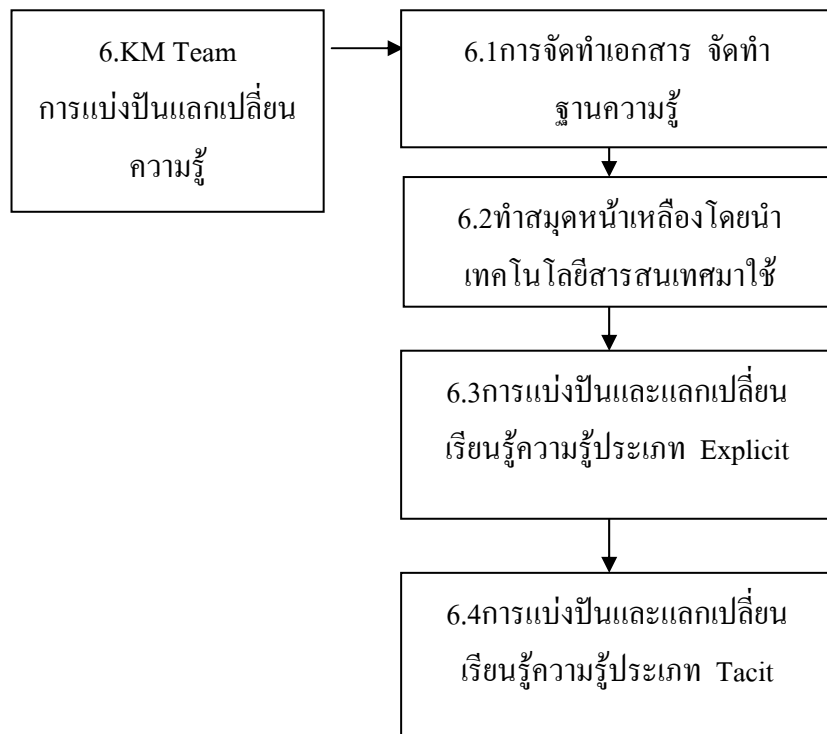 6.KM Team
การแบ่งปันแลกเปลี่ยน
ความรู้
6.1การจัดทำเอกสาร จัดทำ
ฐานความรู้
6.2ทำสมุดหน้าเหลืองโดยนำ
เทคโนโลยีสารสนเทศมาใช้
6.3การแบ่งปันและแลกเปลี่ยน
เรียนรู้ความรู้ประเภท Explicit
6.4การแบ่งปันและแลกเปลี่ยน
เรียนรู้ความรู้ประเภท Tacit